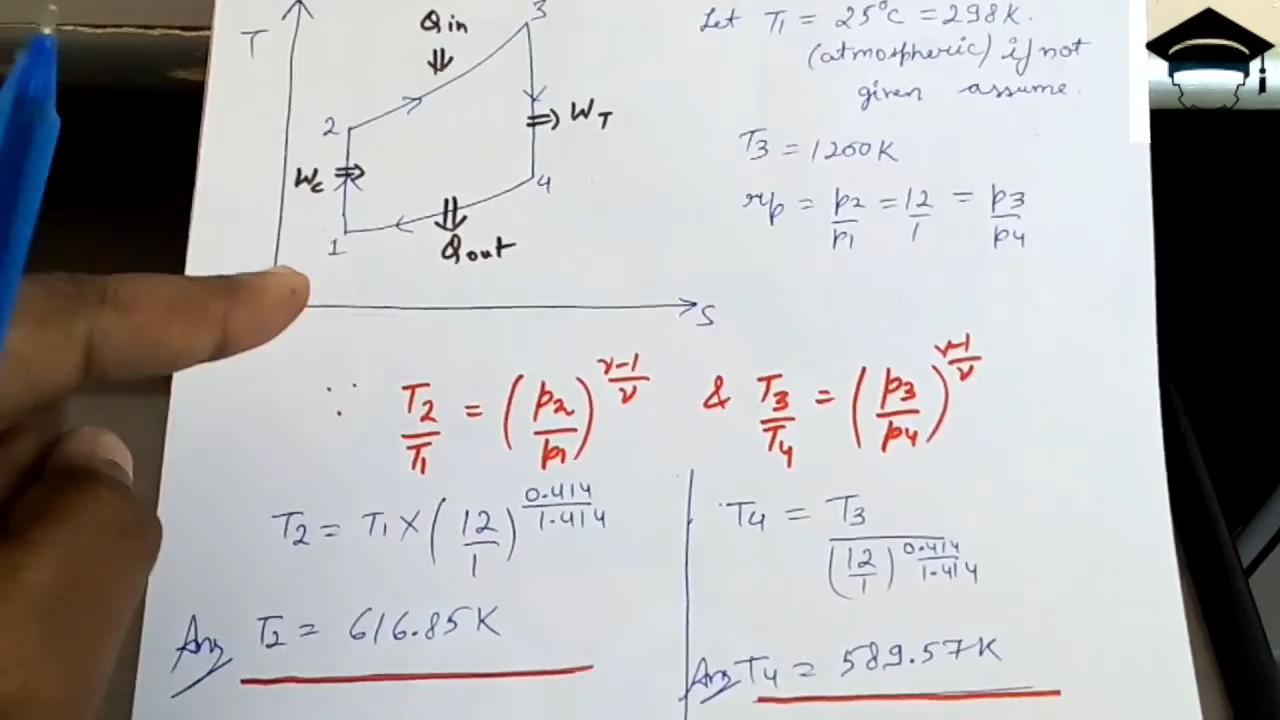 T
3
Qin
2
WT
Wc
4
1
Qout
S
Let T1 = 25°C = 298K.
(atmospheric) if not
given assume.
T3 = 1200K
rp = p2/p1 = 12/1 = p3/p4
∵ T2/T1 = (p2/p1)^(γ-1/γ) & T3/T4 = (p3/p4)^(γ-1/γ)
T2 = T1 × (12/1)^(0.414/1.414)
Ans T2 = 616.85K
T4 = T3/(12/1)^(0.414/1.414)
Ans T4 = 589.57K